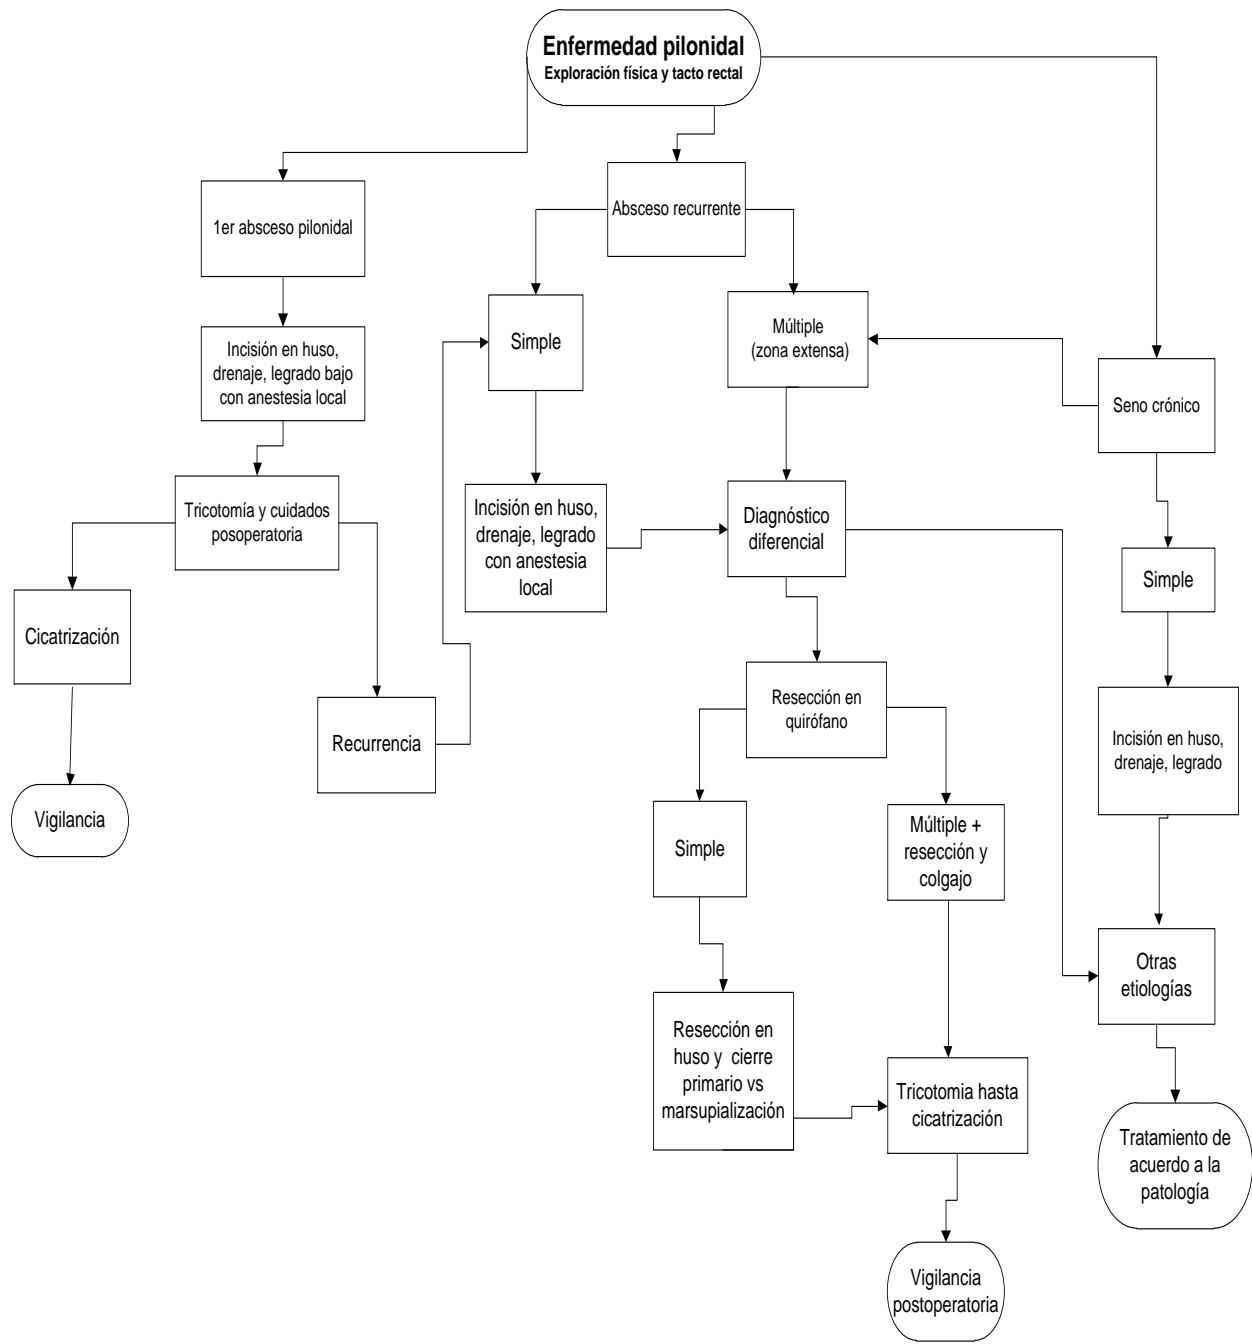 Enfermedad pilonidal
Exploración física y tacto rectal
1er absceso pilonidal
Absceso recurrente
Incisión en huso,
drenaje, legrado bajo
con anestesia local
Simple
Múltiple
(zona extensa)
Seno crónico
Tricotomía y cuidados
posoperatoria
Incisión en huso,
drenaje, legrado
con anestesia
local
Diagnóstico
diferencial
Simple
Cicatrización
Recurrencia
Resección en
quirófano
Incisión en huso,
drenaje, legrado
Vigilancia
Simple
Múltiple +
resección y
colgajo
Otras
etiologías
Resección en
huso y cierre
primario vs
marsupialización
Tricotomia hasta
cicatrización
Tratamiento de
acuerdo a la
patología
Vigilancia
postoperatoria